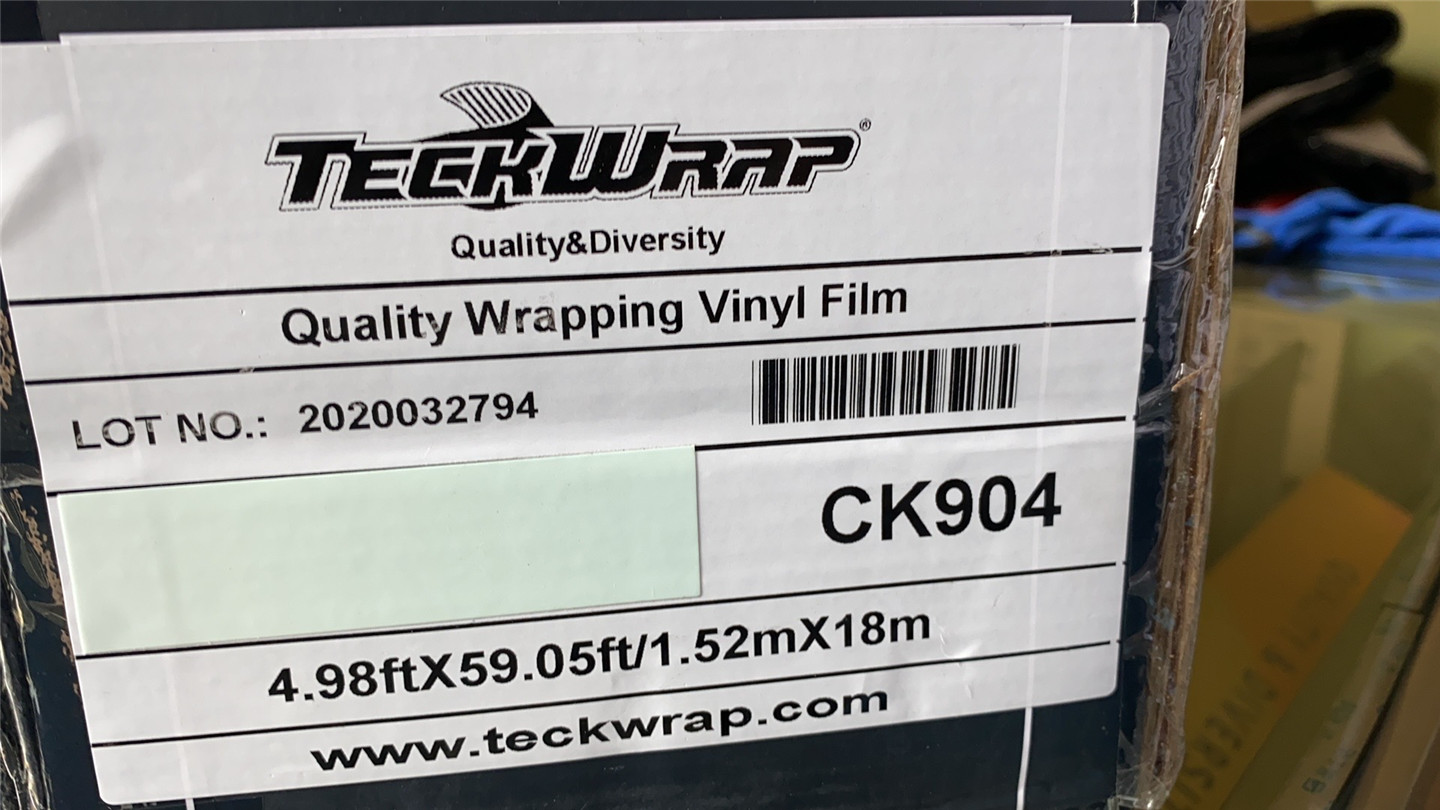 TECKWRAP®
Quality&Diversity
Quality Wrapping Vinyl Film
LOT NO.: 2020032794
CK904
4.98ftX59.05ft/1.52mX18m
www.teckwrap.com